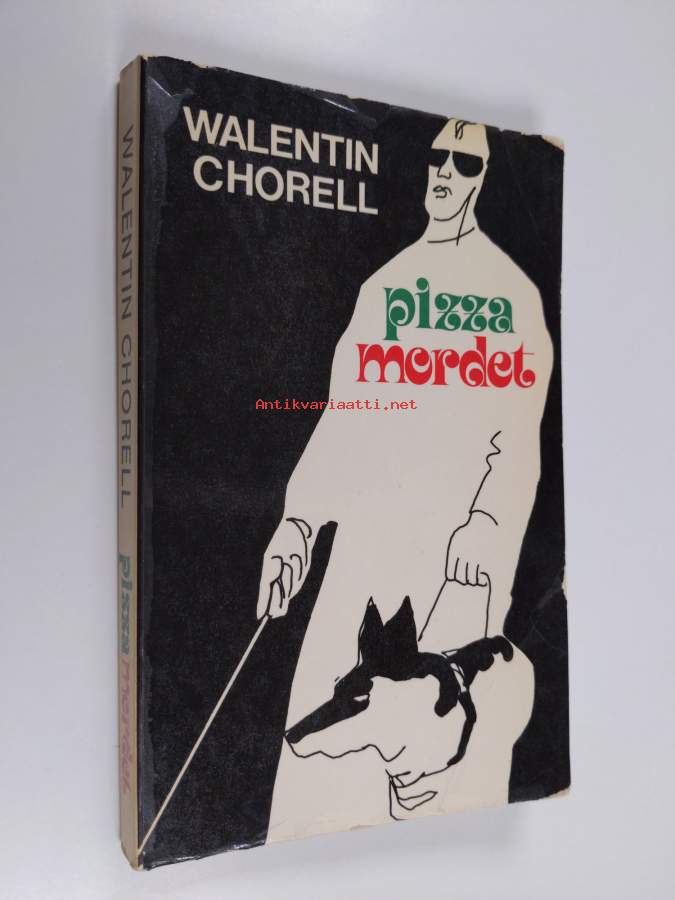 WALENTIN
CHORELL
pizza
mordet
Antikvariaatti.net
WALENTIN CHORELL pizza mordet